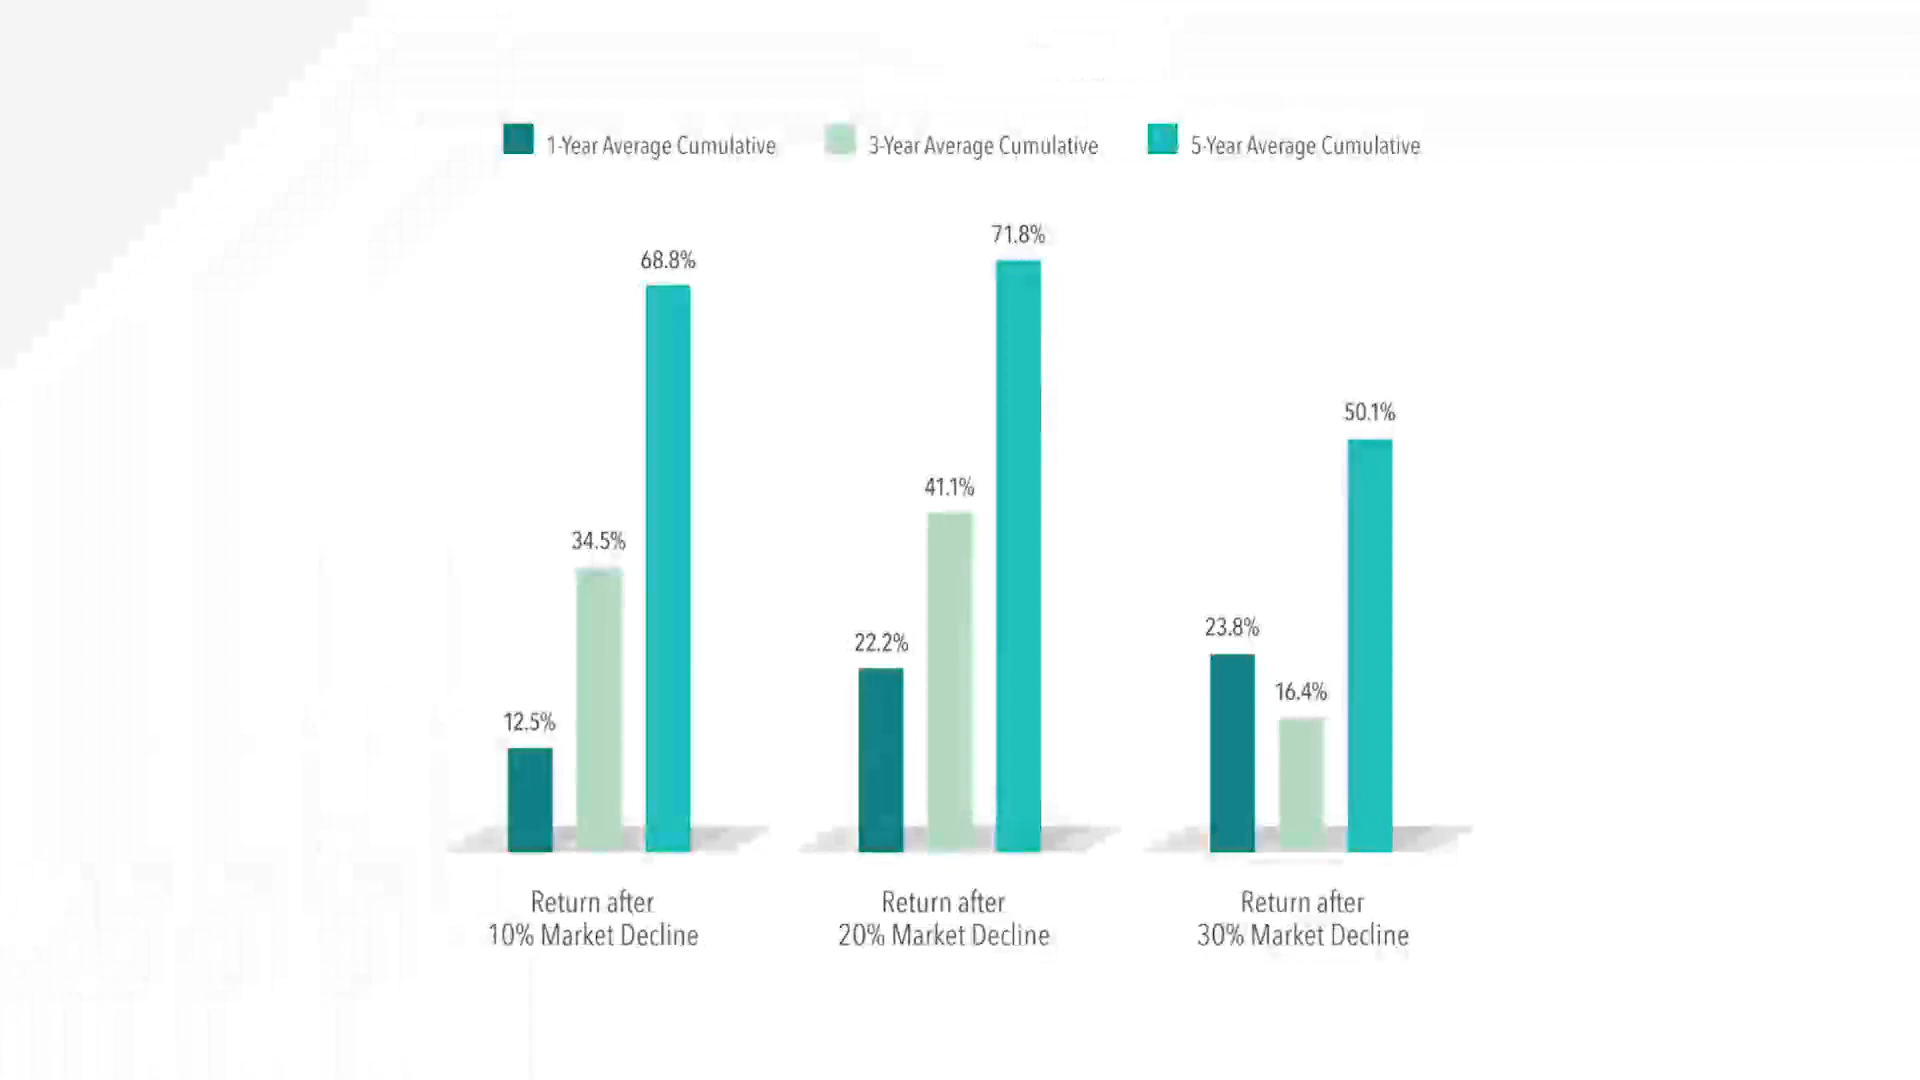 1-Year Average Cumulative 3-Year Average Cumulative 5-Year Average Cumulative
12.5%
34.5%
68.8%
22.2%
41.1%
71.8%
23.8%
16.4%
50.1%
Return after
10% Market Decline
Return after
20% Market Decline
Return after
30% Market Decline